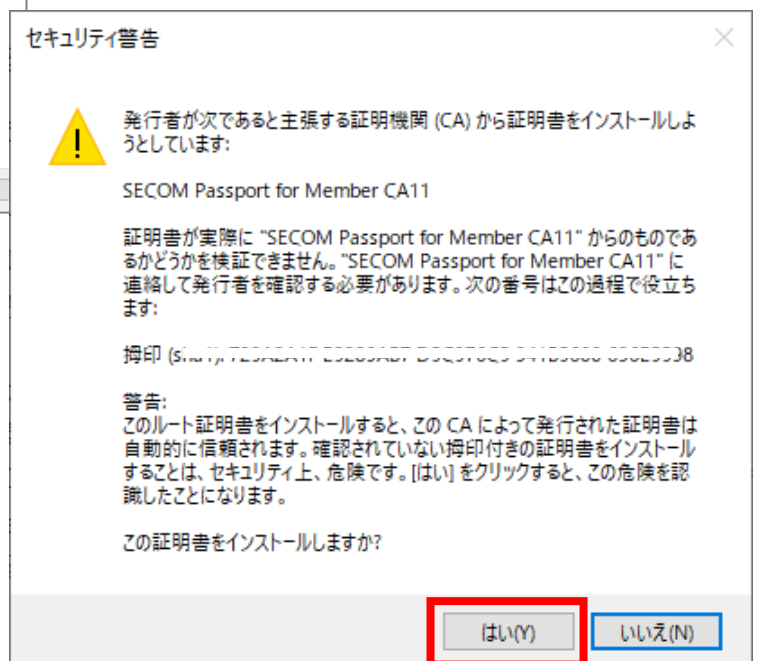 セキュリティ警告
発行者が次であると主張する証明機関 (CA) から証明書をインストールしよ
うとしています:
SECOM Passport for Member CA11
証明書が実際に "SECOM Passport for Member CA11" からのものであ
るかどうかを検証できません。"SECOM Passport for Member CA11" に
連絡して発行者を確認する必要があります。次の番号はこの過程で役立ち
ます:
拇印
警告:
このルート証明書をインストールすると、この CA によって発行された証明書は
自動的に信頼されます。確認されていない拇印付きの証明書をインストール
することは、セキュリティ上、危険です。[はい] をクリックすると、この危険を認
識したことになります。
この証明書をインストールしますか?
はい(Y)
いいえ(N)